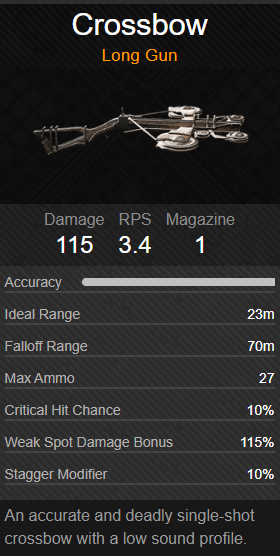 Crossbow
Long Gun
Damage RPS Magazine
115 3.4 1
Accuracy
Ideal Range 23m
Falloff Range 70m
Max Ammo 27
Critical Hit Chance 10%
Weak Spot Damage Bonus 115%
Stagger Modifier 10%
An accurate and deadly single-shot
crossbow with a low sound profile.